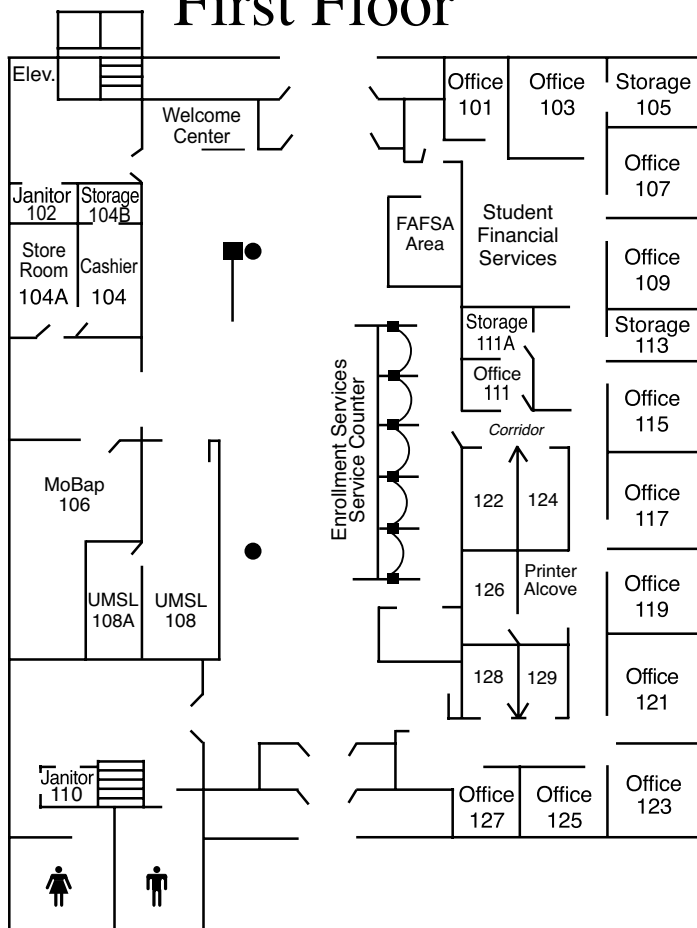 First Floor
Elev.
Welcome
Center
Office
101
Office
103
Storage
105
Office
107
Janitor
102
Storage
104B
Store
Room
104A
Cashier
104
FAFSA
Area
Student
Financial
Services
Office
109
Storage
111A
Storage
113
Office
111
Enrollment Services
Service Counter
Office
115
Corridor
MoBap
106
122
124
Office
117
UMSL
108A
UMSL
108
126
Printer
Alcove
Office
119
128
129
Office
121
Janitor
110
Office
127
Office
125
Office
123